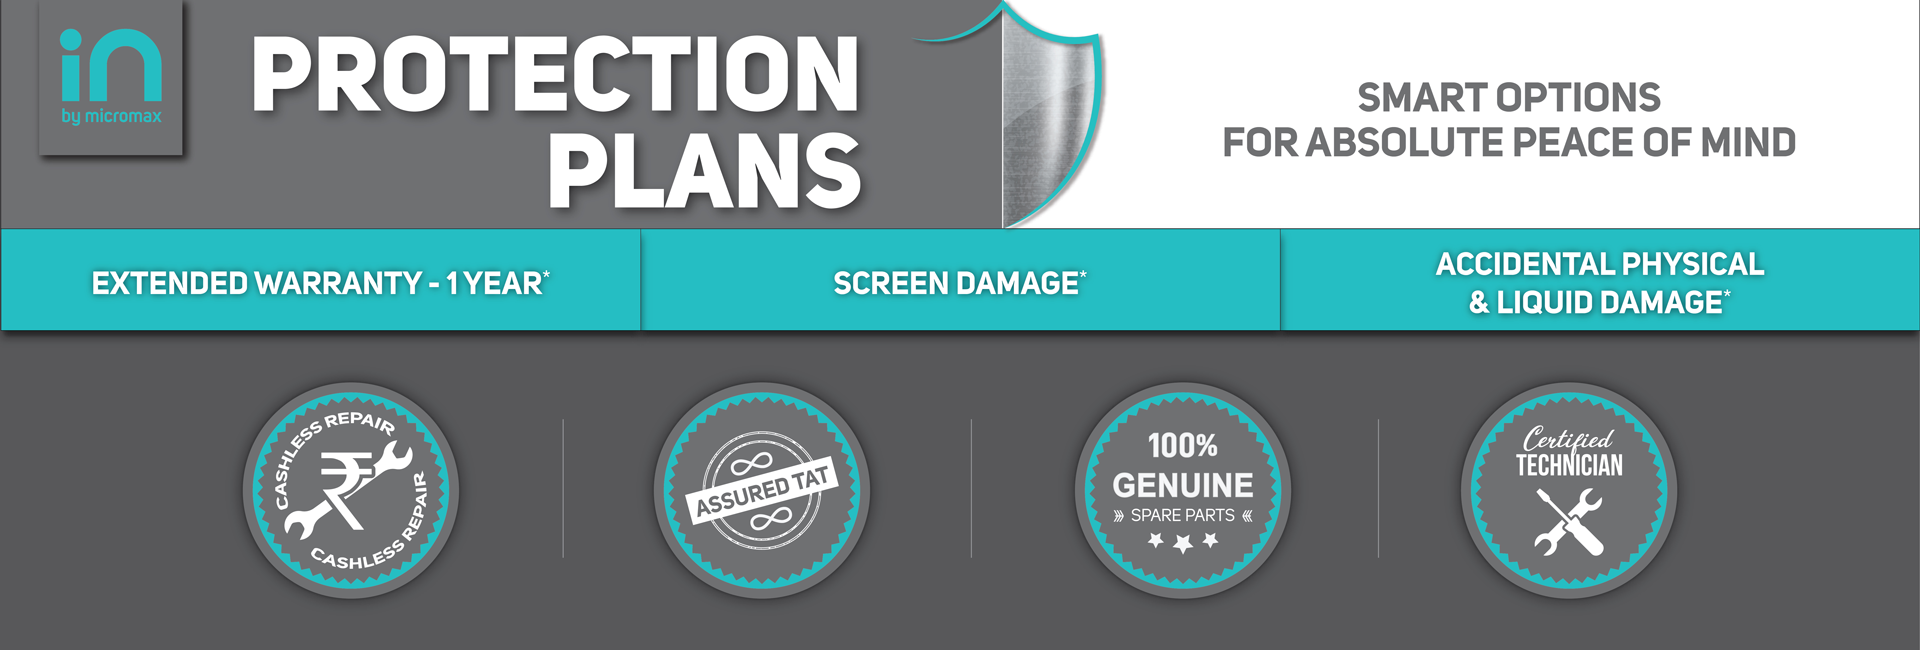 in
by micromax
PROTECTION
PLANS
SMART OPTIONS
FOR ABSOLUTE PEACE OF MIND
EXTENDED WARRANTY - 1 YEAR*
SCREEN DAMAGE*
ACCIDENTAL PHYSICAL
& LIQUID DAMAGE*
CASHLESS REPAIR
₹
CASHLESS REPAIR
ASSURED TAT
100%
GENUINE
SPARE PARTS
Certified
TECHNICIAN